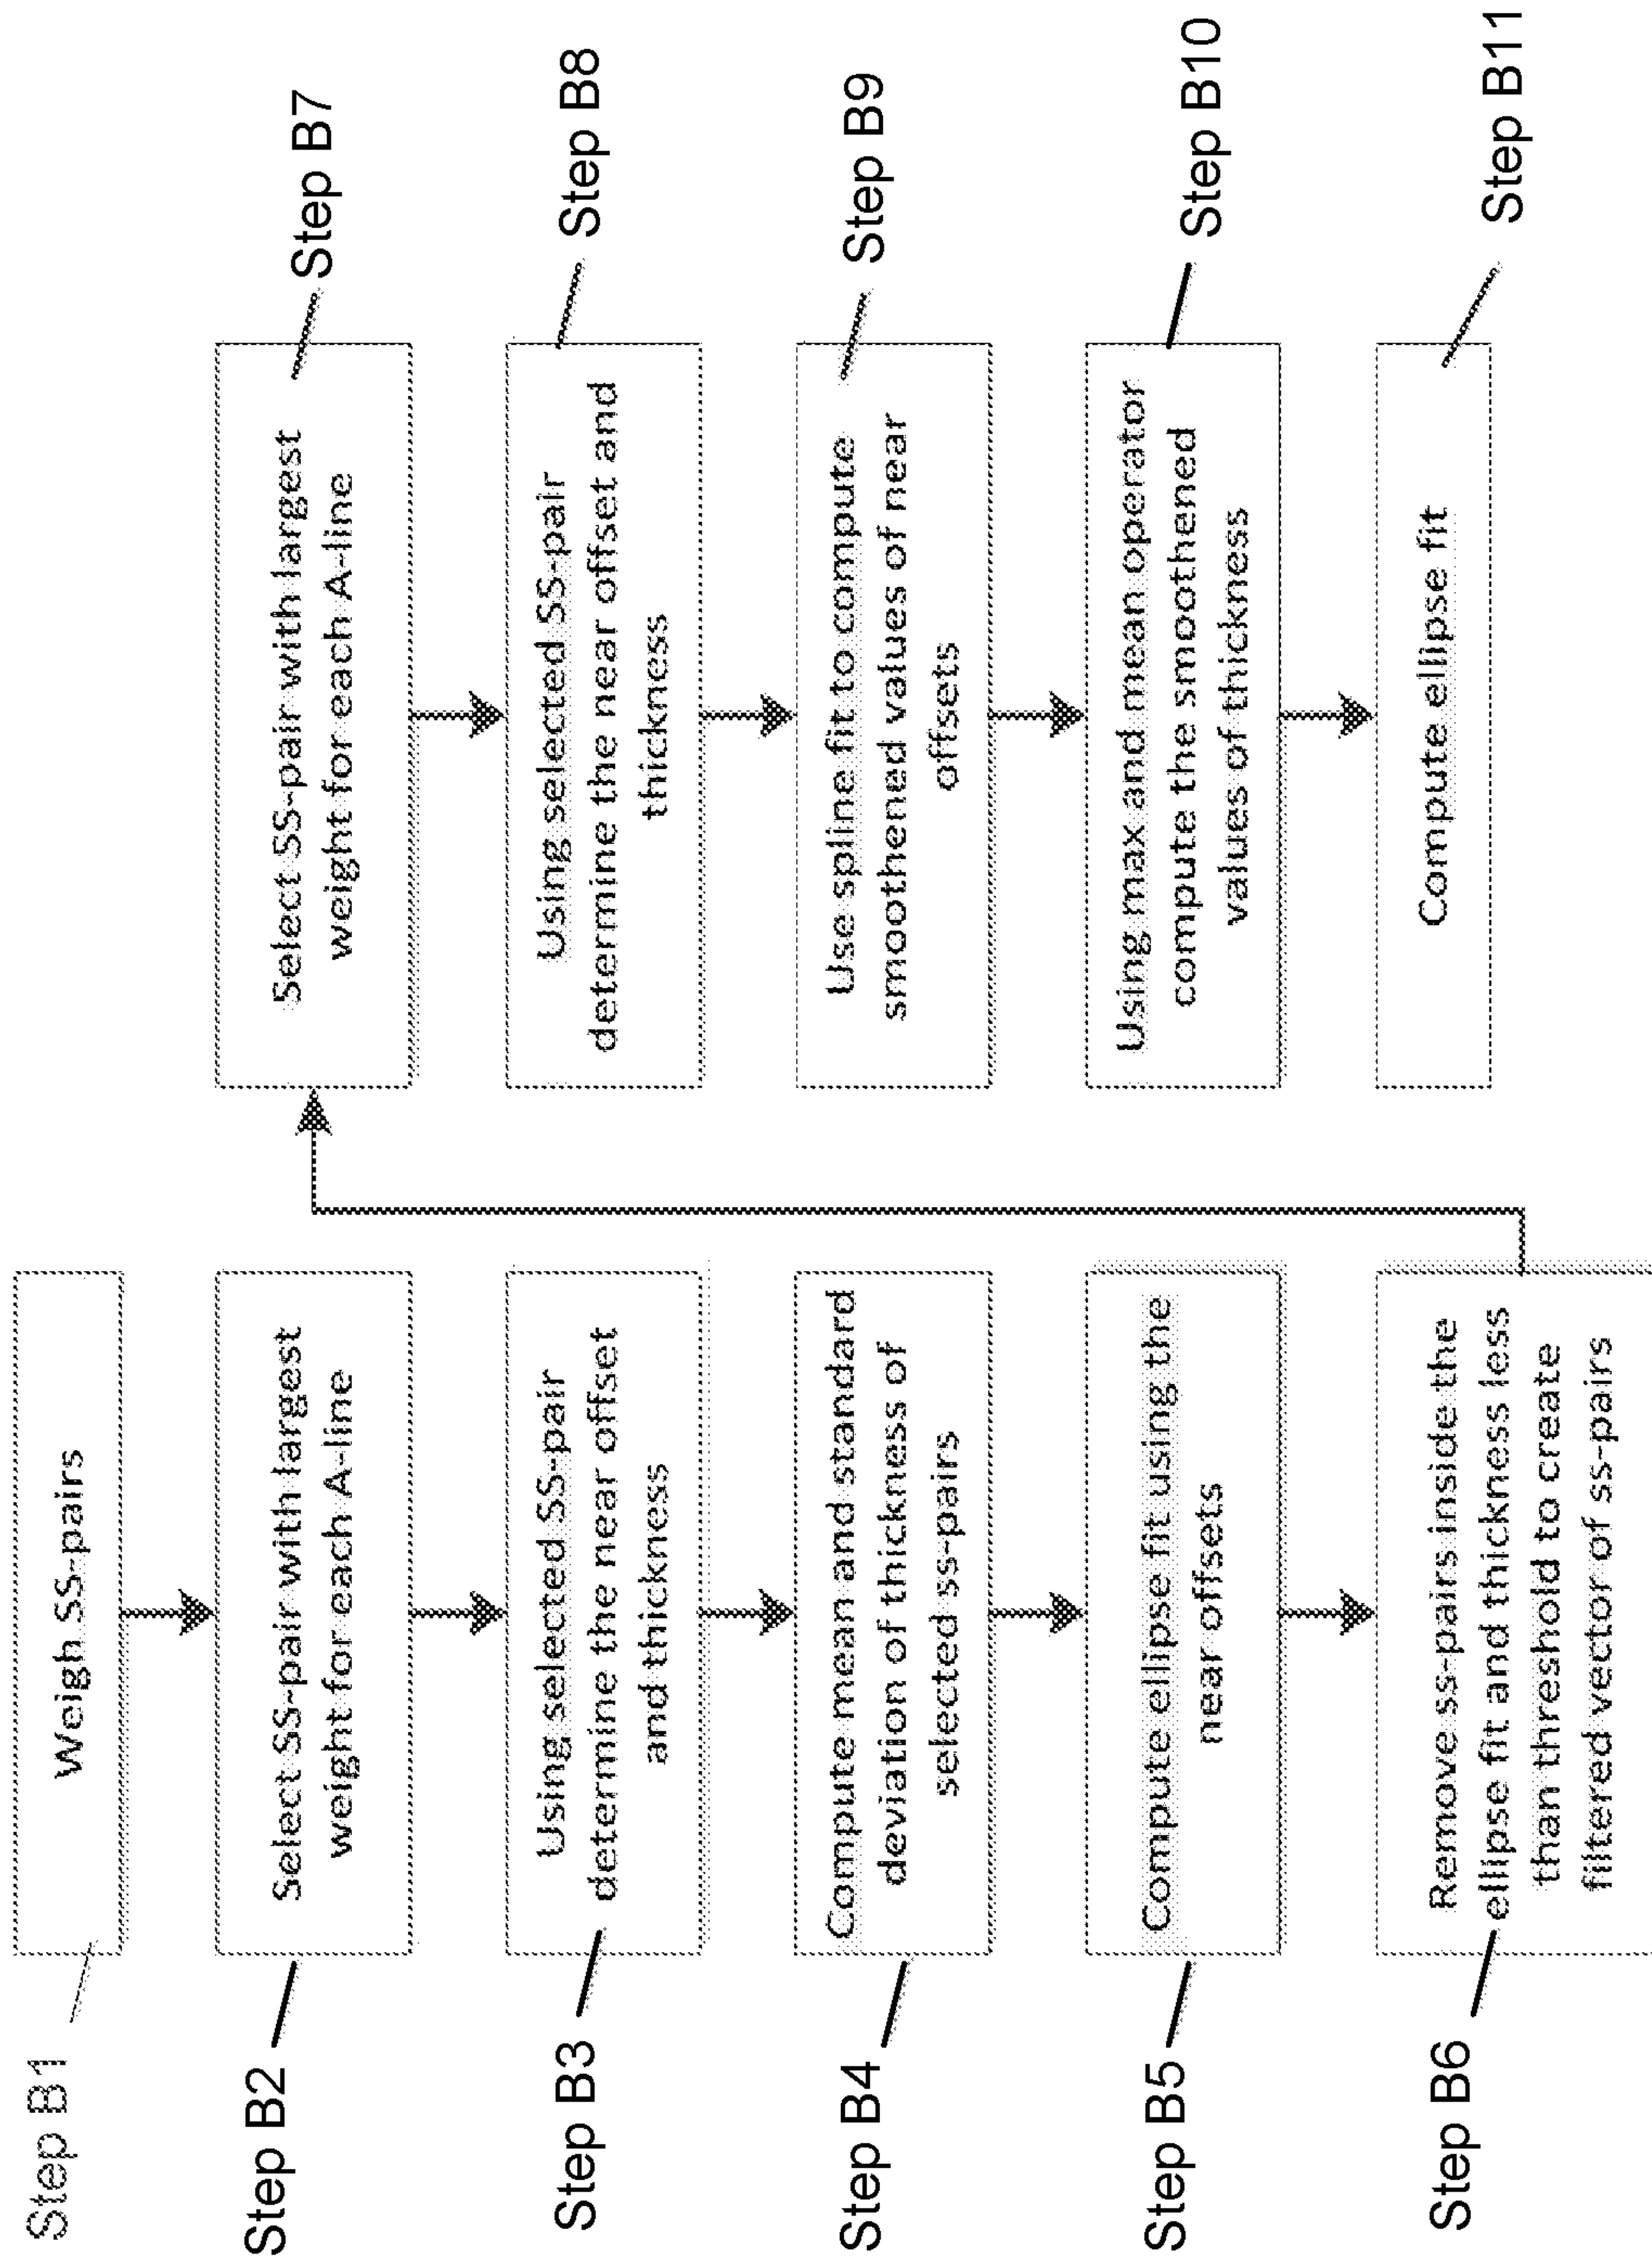 Step B1
Weigh SS-pairs
Step B2
Select SS-pair with largest
weight for each A-line
Step B3
Using selected SS-pair
determine the near offset
and thickness
Step B4
Compute mean and standard
deviation of thickness of
selected ss-pairs
Step B5
Compute ellipse fit using the
near offsets
Step B6
Remove ss-pairs inside the
ellipse fit and thickness less
than threshold to create
filtered vector of ss-pairs
Step B7
Select SS-pair with largest
weight for each A-line
Step B8
Using selected SS-pair
determine the near offset and
thickness
Step B9
Use spline fit to compute
smoothened values of near
offsets
Step B10
Using max and mean operator
compute the smoothened
values of thickness
Step B11
Compute ellipse fit